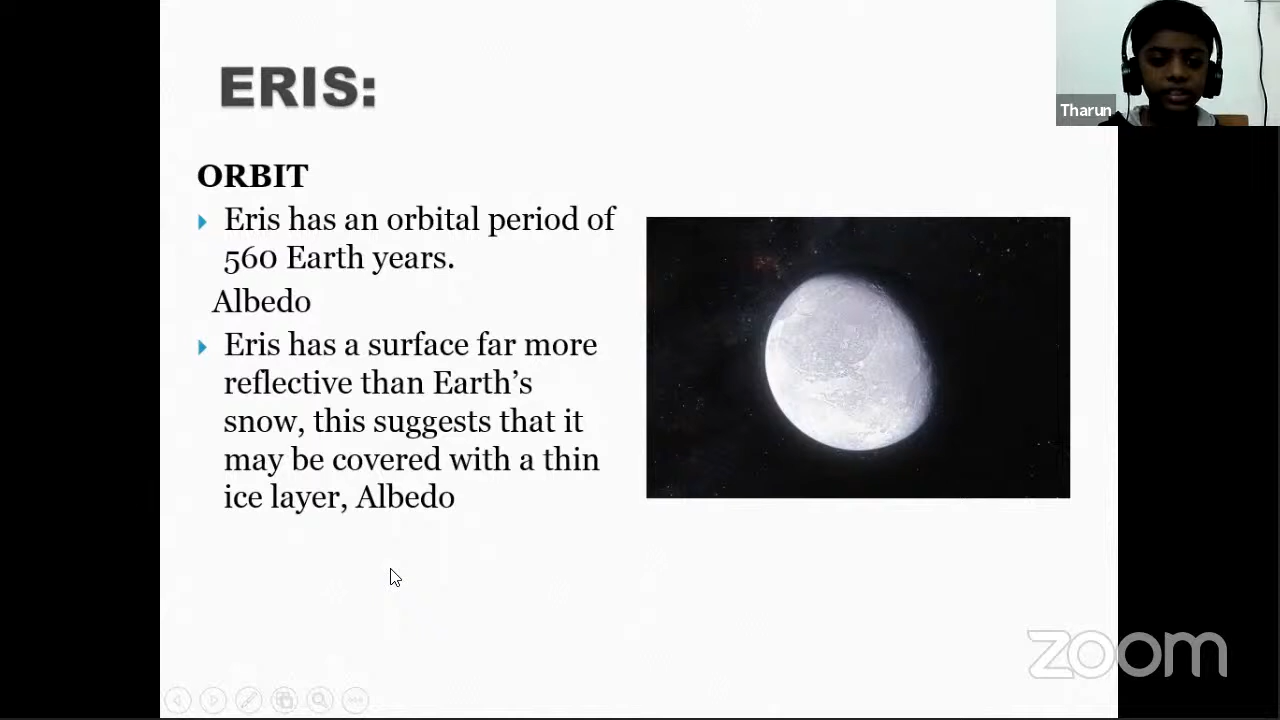 ERIS:
Tharun
ORBIT
Eris has an orbital period of
560 Earth years.
Albedo
Eris has a surface far more
reflective than Earth’s
snow, this suggests that it
may be covered with a thin
ice layer, Albedo
zoom